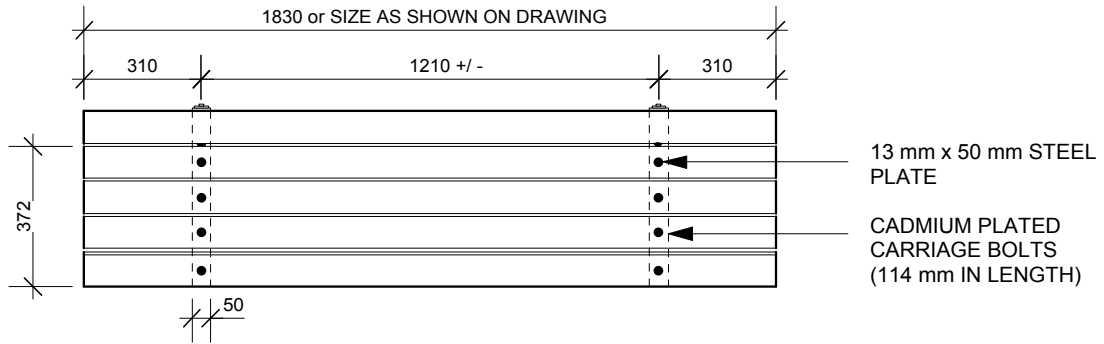 1830 or SIZE AS SHOWN ON DRAWING
310
1210 +/ -
310
13 mm x 50 mm STEEL
PLATE
372
CADMIUM PLATED
CARRIAGE BOLTS
(114 mm IN LENGTH)
50